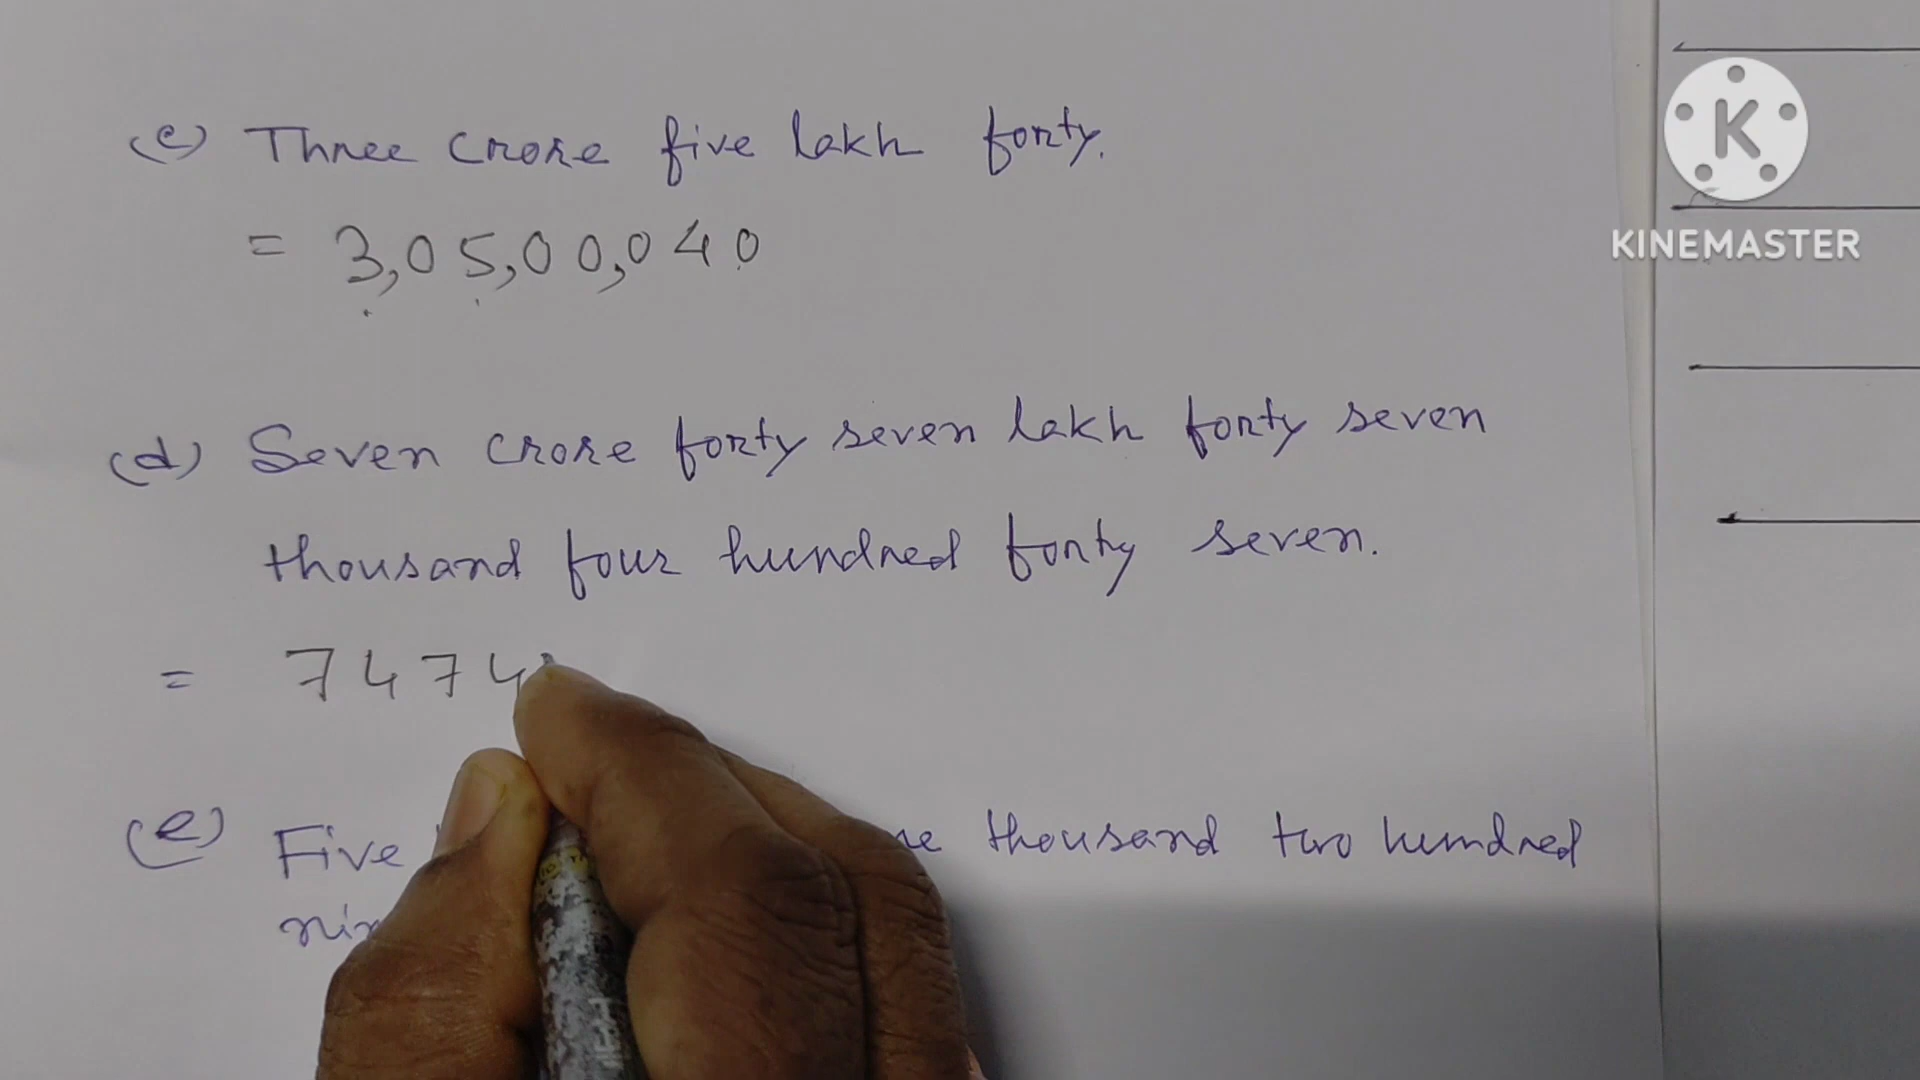 (c) Three crore five lakh forty.
= 3,05,00,040
KINEMASTER
(d) Seven crore forty seven lakh forty seven
thousand four hundred forty seven.
= 7474
(e) Five thousand two hundred